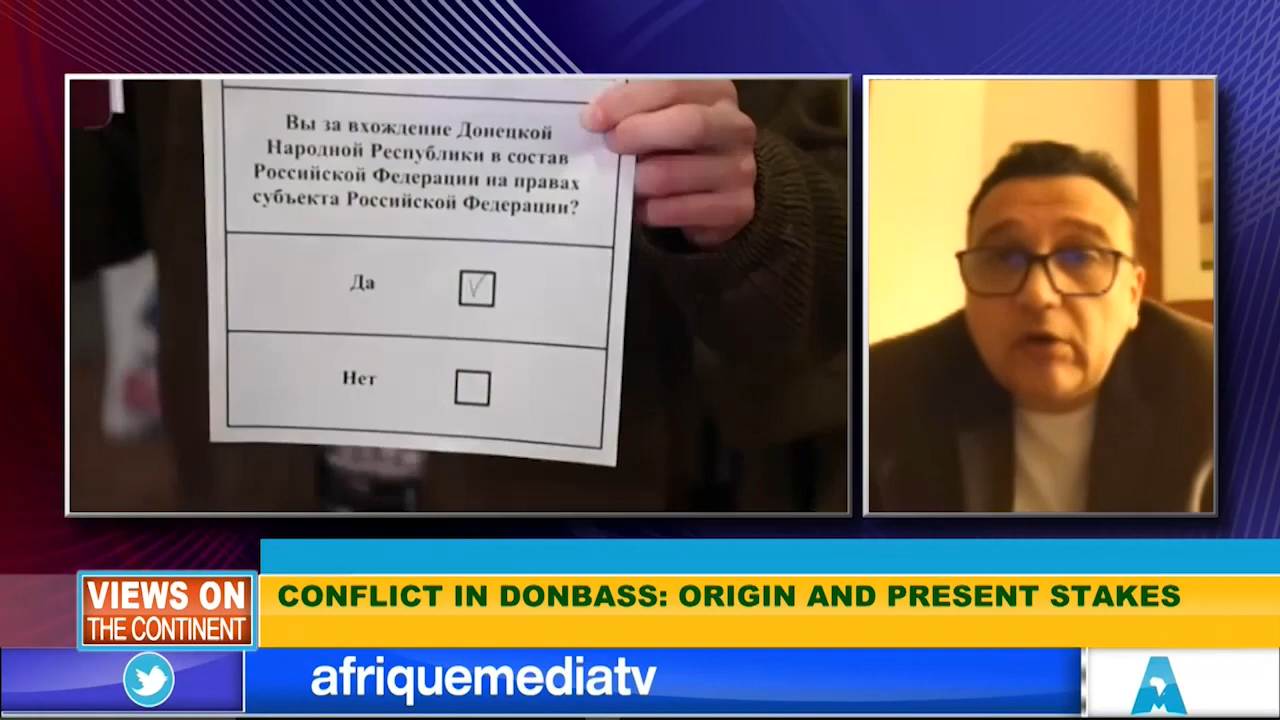 Вы за вхождение Донецкой
Народной Республики в состав
Российской Федерации на правах
субъекта Российской Федерации?
Да
Нет
VIEWS ON
THE CONTINENT
CONFLICT IN DONBASS: ORIGIN AND PRESENT STAKES
afriquemediatv